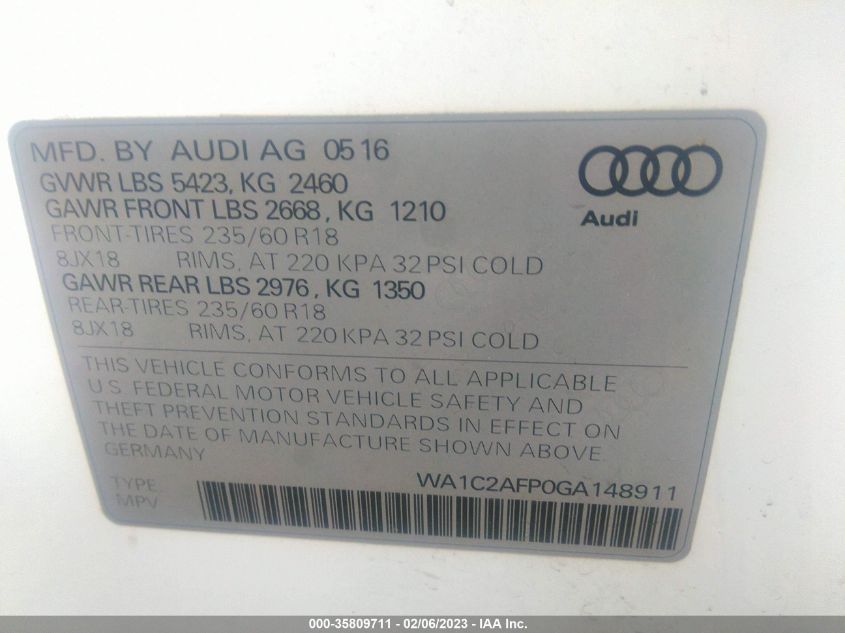 MFD. BY AUDI AG 0516
GVWR LBS 5423, KG 2460
GAWR FRONT LBS 2668, KG 1210
FRONT-TIRES 235/60 R18
8JX18 RIMS, AT 220 KPA 32 PSI COLD
GAWR REAR LBS 2976, KG 1350
REAR-TIRES 235/60 R18
8JX18 RIMS, AT 220 KPA 32 PSI COLD
Audi
THIS VEHICLE CONFORMS TO ALL APPLICABLE
U.S. FEDERAL MOTOR VEHICLE SAFETY AND
THEFT PREVENTION STANDARDS IN EFFECT ON
THE DATE OF MANUFACTURE SHOWN ABOVE.
GERMANY
WA1C2AFP0GA148911
TYPE
MPV
000-35809711 - 02/06/2023 - IAA Inc.